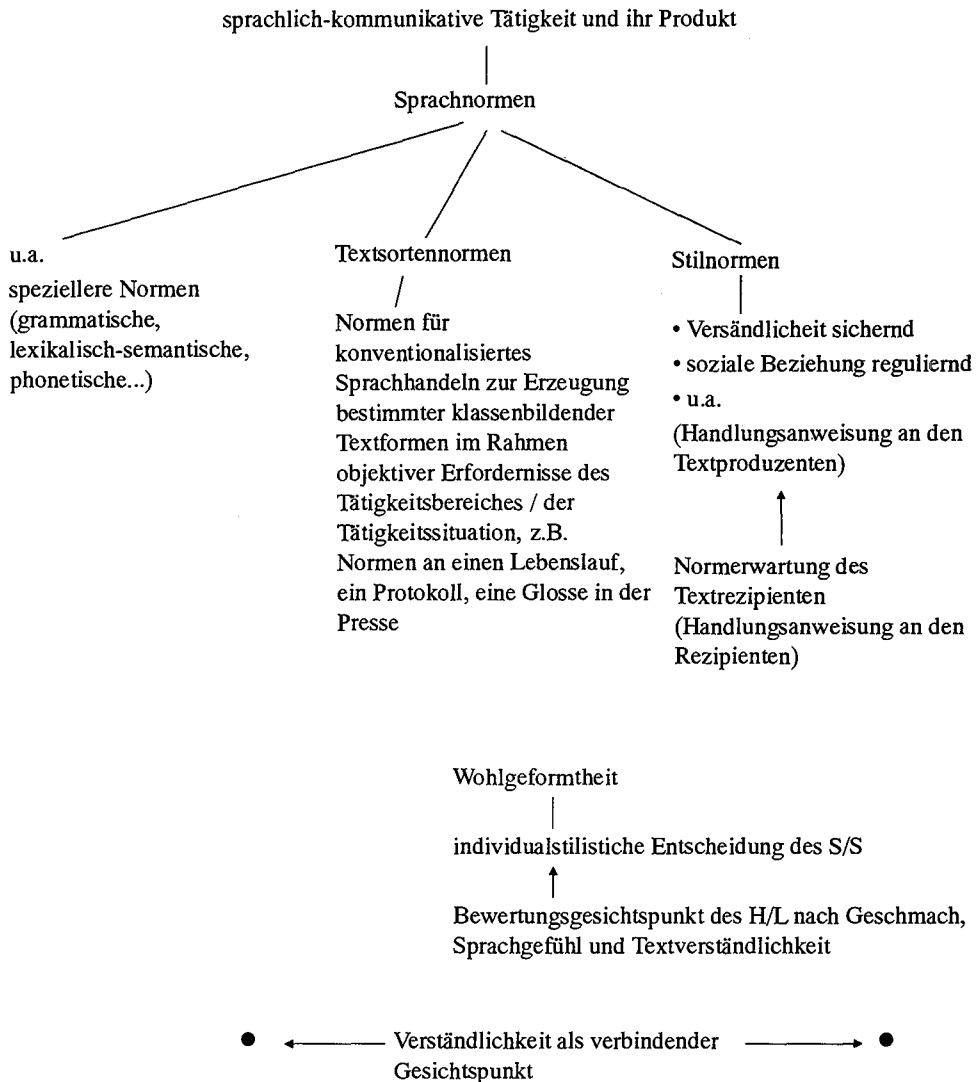 sprachlich-kommunikative Tätigkeit und ihr Produkt
Sprachnormen
u.a.
speziellere Normen
(grammatische,
lexikalisch-semantische,
phonetische...)
Textsortennormen
Normen für
konventionalisiertes
Sprachhandeln zur Erzeugung
bestimmter klassenbildender
Textformen im Rahmen
objektiver Erfordernisse des
Tätigkeitsbereiches / der
Tätigkeitssituation, z.B.
Normen an einen Lebenslauf,
ein Protokoll, eine Glosse in der
Presse
Stilnormen
• Versändlicheit sichernd
• soziale Beziehung reguliernd
• u.a.
(Handlungsanweisung an den
Textproduzenten)
Normerwartung des
Textrezipienten
(Handlungsanweisung an den
Rezipienten)
Wohlgeformtheit
individualstilistiche Entscheidung des S/S
Bewertungsgesichtspunkt des H/L nach Geschmach,
Sprachgefühl und Textverständlichkeit
Verständlichkeit als verbindender
Gesichtspunkt